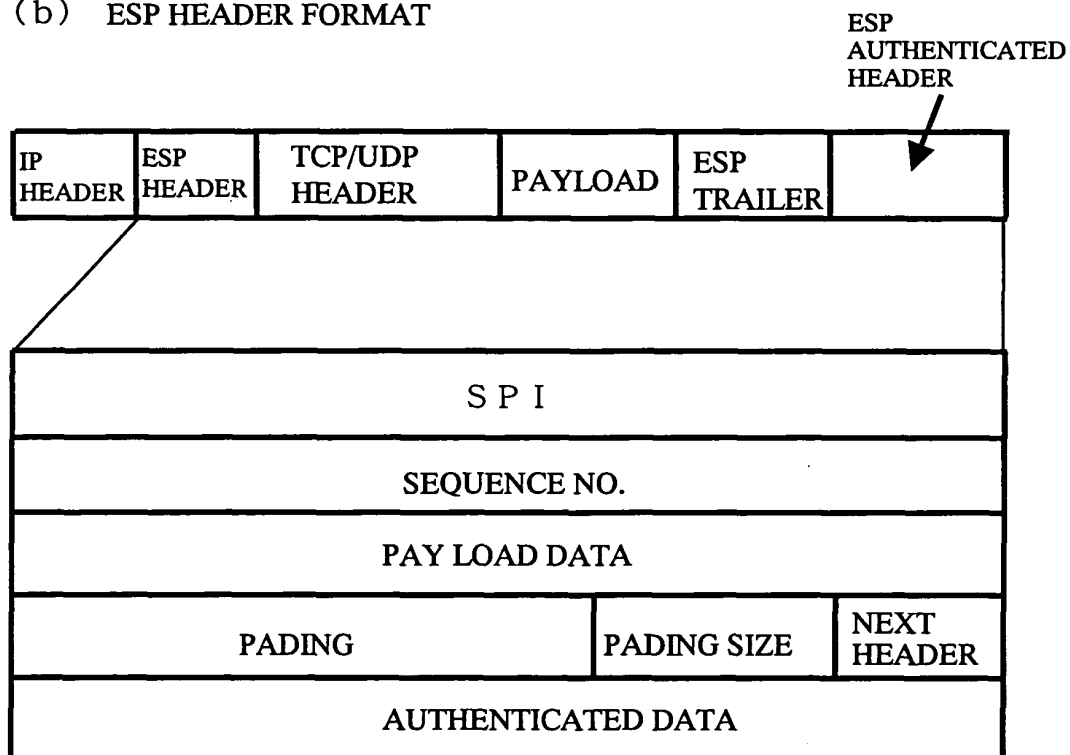 (b) ESP HEADER FORMAT
ESP
AUTHENTICATED
HEADER
IP
HEADER
ESP
HEADER
TCP/UDP
HEADER
PAYLOAD
ESP
TRAILER
SPI
SEQUENCE NO.
PAY LOAD DATA
PADING
PADING SIZE
NEXT
HEADER
AUTHENTICATED DATA